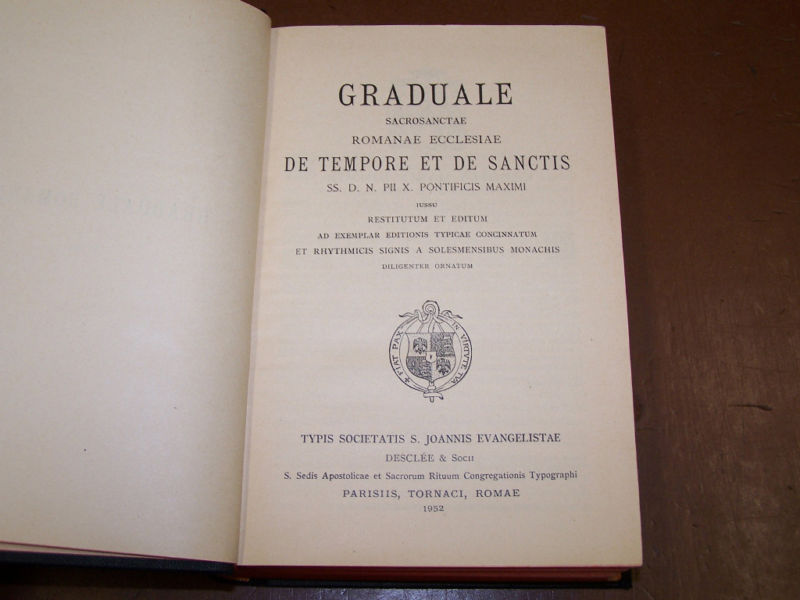 GRADUALE
SACROSANCTAE
ROMANAE ECCLESIAE
DE TEMPORE ET DE SANCTIS
SS. D. N. PII X. PONTIFICIS MAXIMI
IUSSU
RESTITUTUM ET EDITUM
AD EXEMPLAR EDITIONIS TYPICAE CONCINNATUM
ET RHYTHMICIS SIGNIS A SOLESMENSIBUS MONACHIS
DILIGENTER ORNATUM
FIAT PAX IN VIRTVTE TVA
TYPIS SOCIETATIS S. JOANNIS EVANGELISTAE
DESCLÉE & Socii
S. Sedis Apostolicae et Sacrorum Rituum Congregationis Typographi
PARISIIS, TORNACI, ROMAE
1952